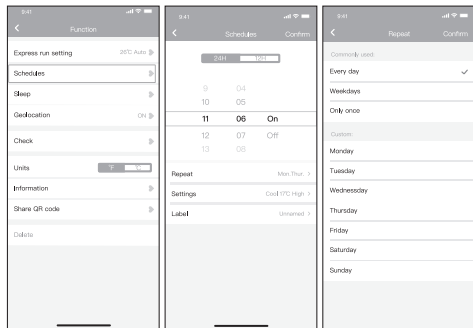 9:41
Function
Express run setting 26°C Auto
Schedules
Sleep
Geolocation ON
Check
Units °F °C
Information
Share QR code
Delete
9:41
Schedules Confirm
24H 12H
9 04
10 05
11 06 On
12 07 Off
13 08
Repeat Mon Thur.
Settings Cool 17°C High
Label Unnamed
9:41
Repeat Confirm
Commonly used:
Every day
Weekdays
Only once
Custom:
Monday
Tuesday
Wednessday
Thursday
Friday
Saturday
Sunday